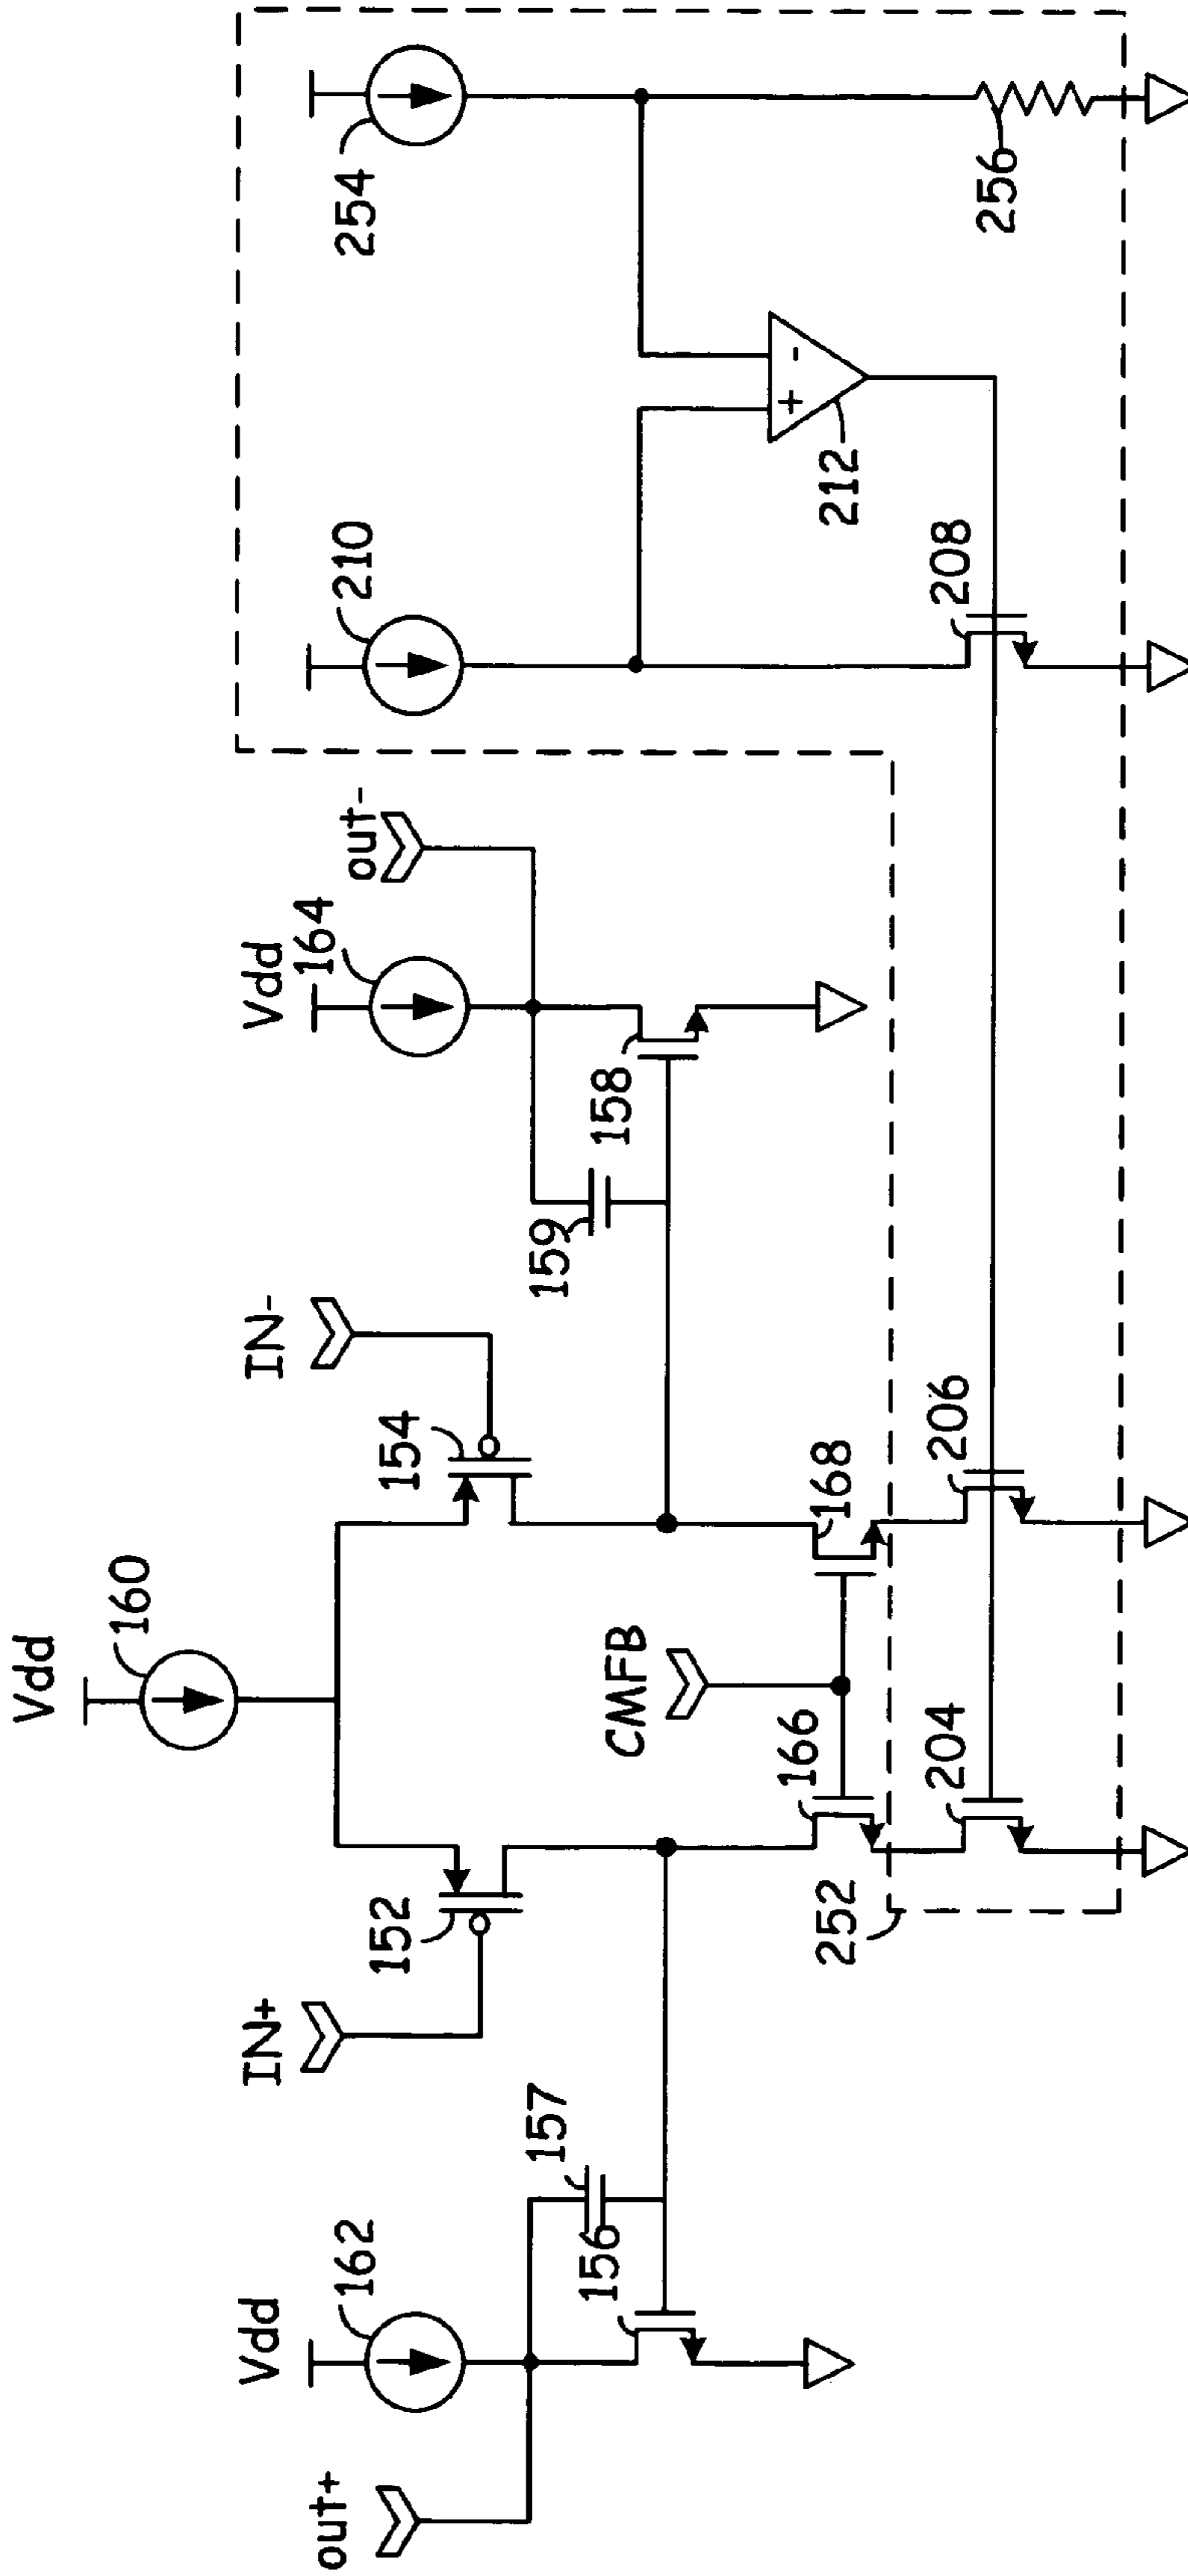 Vdd
160
Vdd
162
out+
IN+
152
154
IN-
Vdd
164
out-
210
254
157
156
159
158
CMFB
166
168
212
+
-
252
204
206
208
256